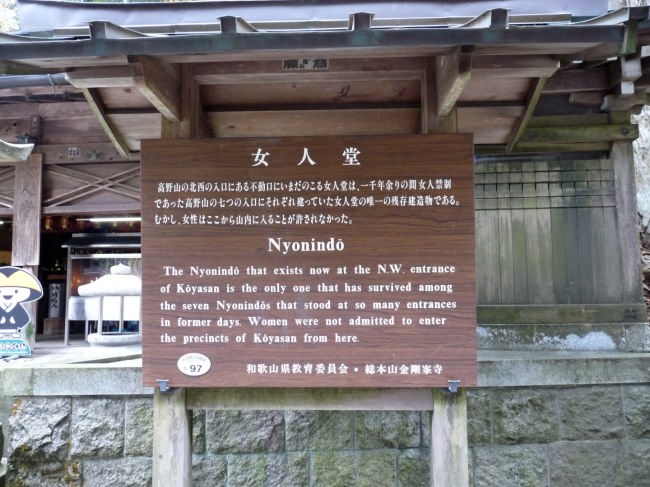 女人堂
高野山の北西の入口にある不動口にいまだのこる女人堂は、一千年余りの間女人禁制
であった高野山の七つの入口にそれぞれ建っていた女人堂の唯一の残存建造物である。
むかし、女性はここから山内に入ることが許されなかった。
Nyonindō
The Nyonindō that exists now at the N.W. entrance
of Kōyasan is the only one that has survived among
the seven Nyonindōs that stood at so many entrances
in former days. Women were not admitted to enter
the precincts of Kōyasan from here.
97
和歌山県教育委員会・総本山金剛峯寺